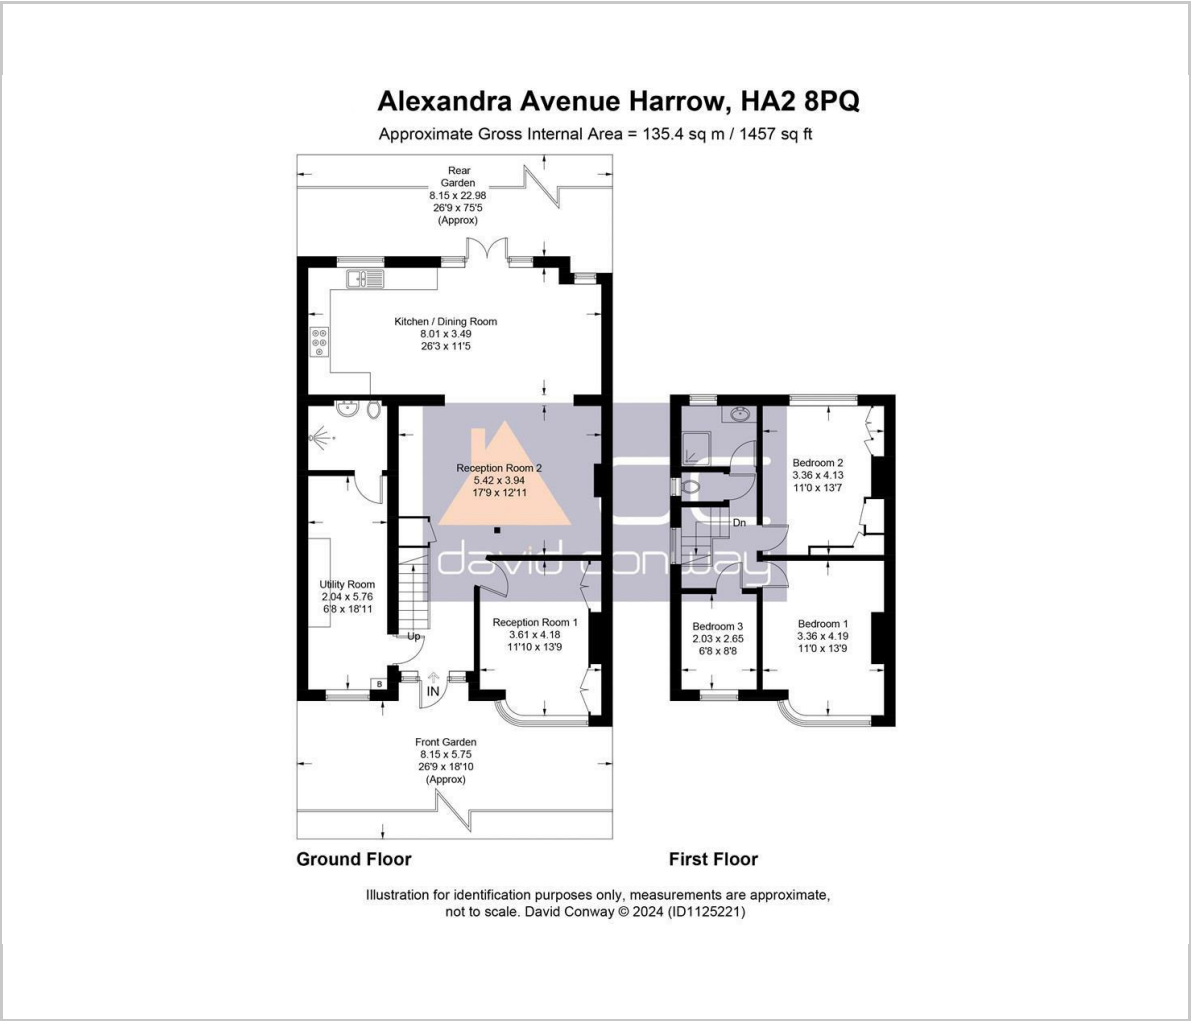 Alexandra Avenue Harrow, HA2 8PQ
Approximate Gross Internal Area = 135.4 sq m / 1457 sq ft
Rear
Garden
8.15 x 22.98
26'9 x 75'5
(Approx)
Kitchen / Dining Room
8.01 x 3.49
26'3 x 11'5
Reception Room 2
5.42 x 3.94
17'9 x 12'11
Utility Room
2.04 x 5.76
6'8 x 18'11
Up
B
IN
Reception Room 1
3.61 x 4.18
11'10 x 13'9
Front Garden
8.15 x 5.75
26'9 x 18'10
(Approx)
Ground Floor
Bedroom 2
3.36 x 4.13
11'0 x 13'7
Dn
Bedroom 3
2.03 x 2.65
6'8 x 8'8
Bedroom 1
3.36 x 4.19
11'0 x 13'9
First Floor
dc
david conway
Illustration for identification purposes only, measurements are approximate,
not to scale. David Conway © 2024 (ID1125221)